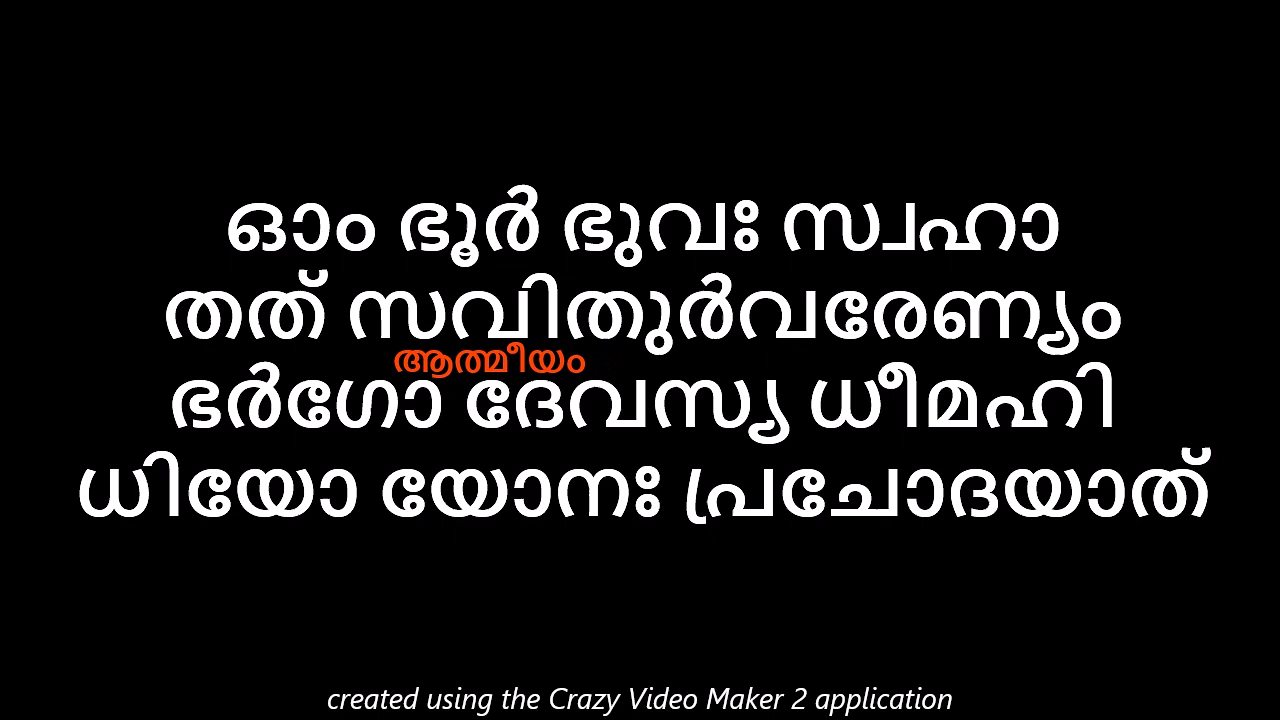 ഓം ഭൂർ ഭുവഃ സ്വഹാ
തത് സവിതുർവരേണ്യം
ആത്മീയം
ഭർഗോ ദേവസ്യ ധീമഹി
ധിയോ യോനഃ പ്രചോദയാത്
created using the Crazy Video Maker 2 application